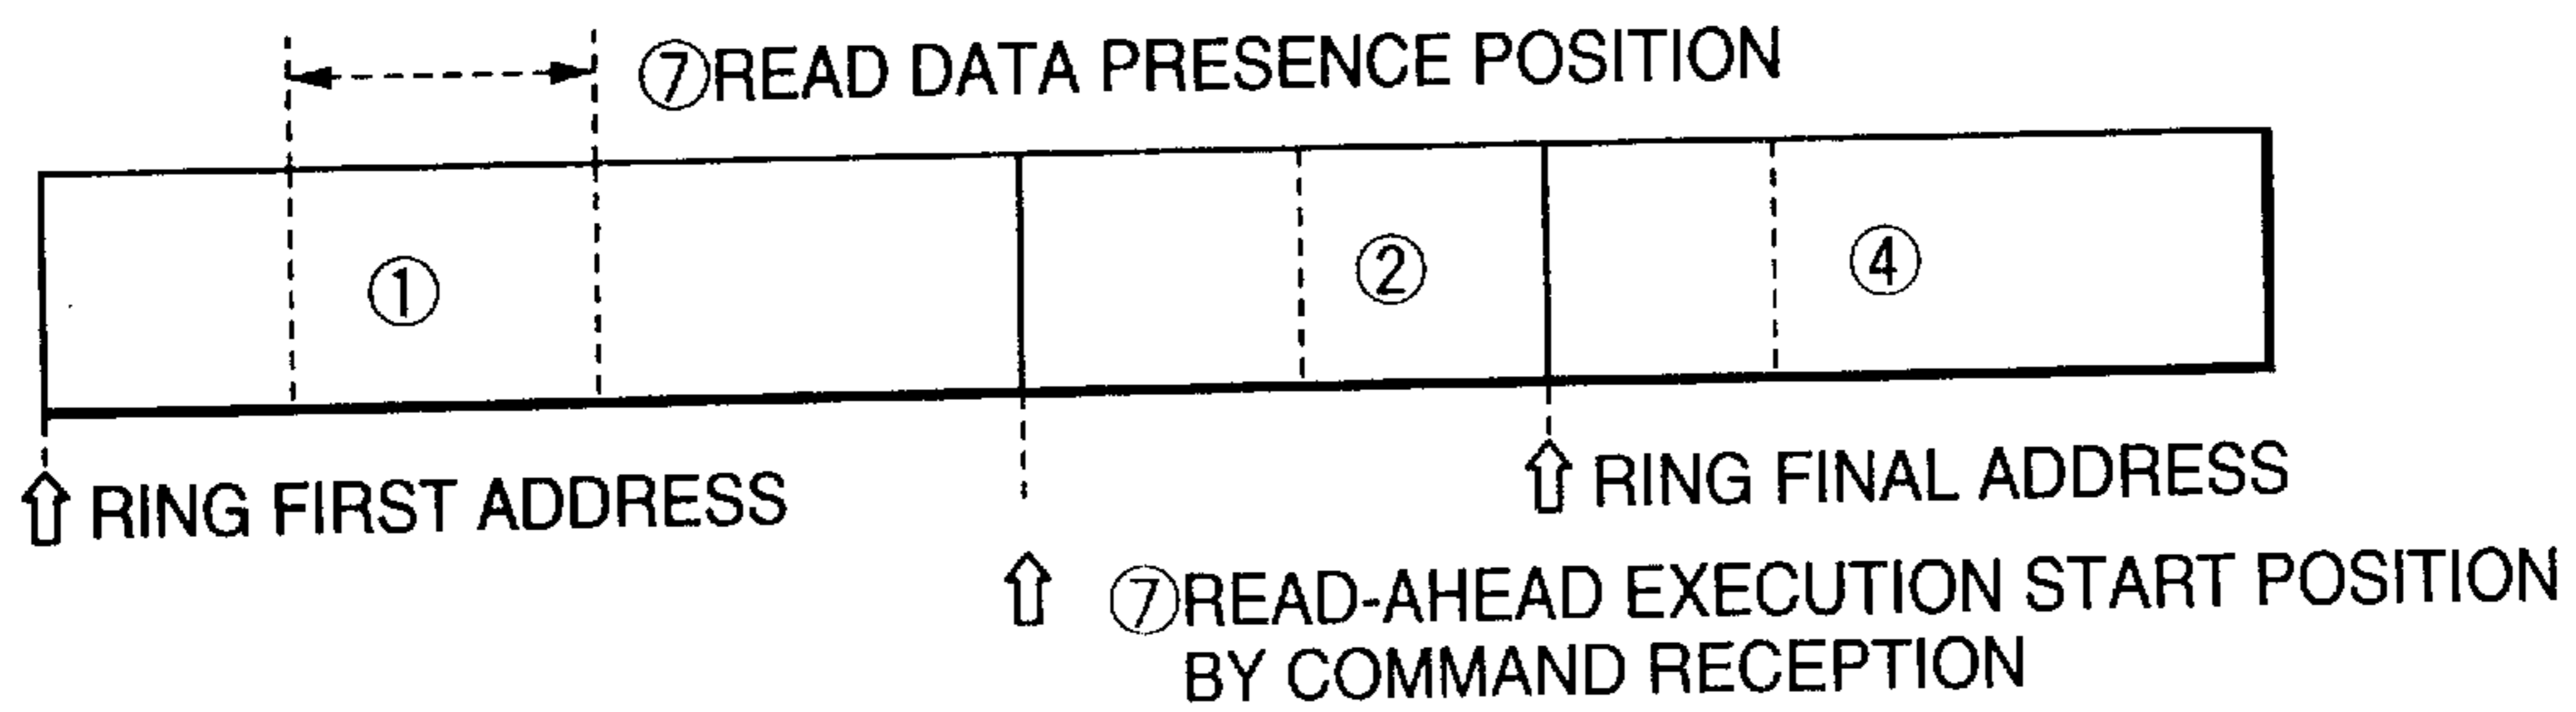 ⑦READ DATA PRESENCE POSITION
① ② ④
RING FIRST ADDRESS
RING FINAL ADDRESS
⑦READ-AHEAD EXECUTION START POSITION
BY COMMAND RECEPTION